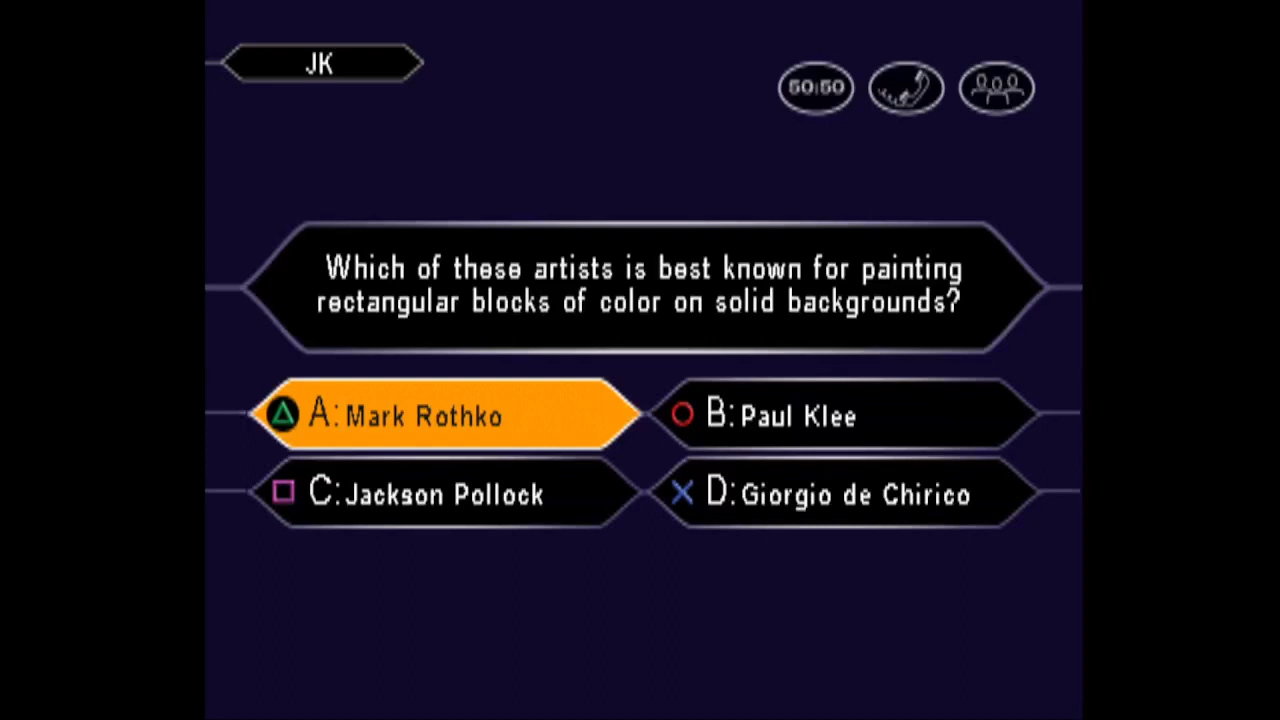 JK
50:50
Which of these artists is best known for painting
rectangular blocks of color on solid backgrounds?
A: Mark Rothko
B: Paul Klee
C: Jackson Pollock
D: Giorgio de Chirico